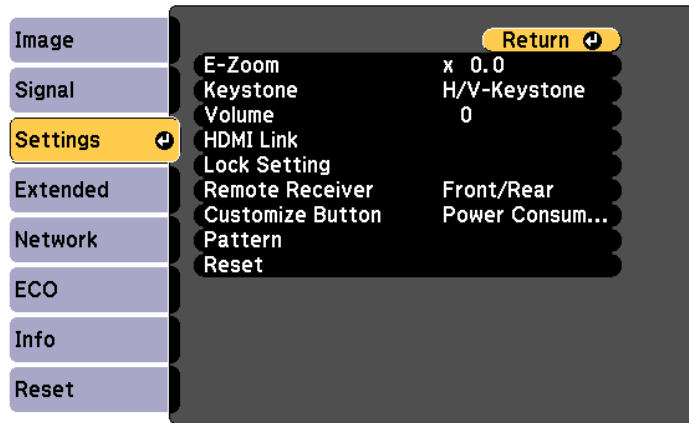 Image
Signal
Settings
Extended
Network
ECO
Info
Reset
Return
E-Zoom x 0.0
Keystone H/V-Keystone
Volume 0
HDMI Link
Lock Setting
Remote Receiver Front/Rear
Customize Button Power Consum...
Pattern
Reset